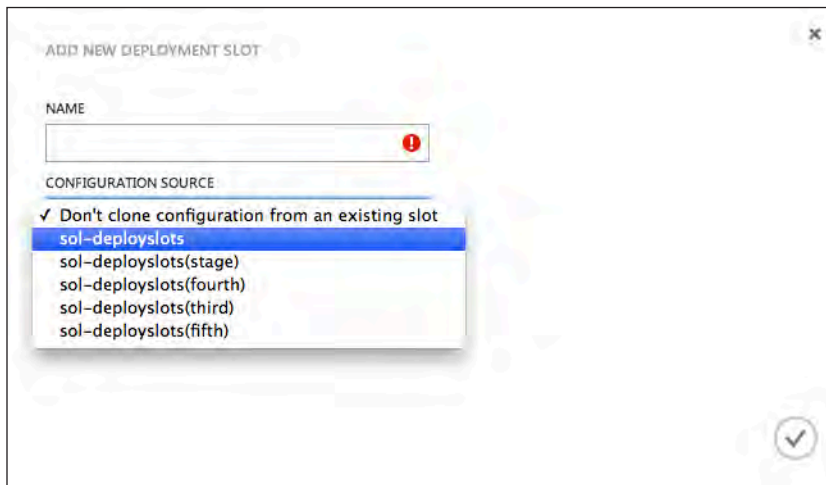 ADD NEW DEPLOYMENT SLOT
NAME
CONFIGURATION SOURCE
✓ Don't clone configuration from an existing slot
sol-deployslots
sol-deployslots(stage)
sol-deployslots(fourth)
sol-deployslots(third)
sol-deployslots(fifth)